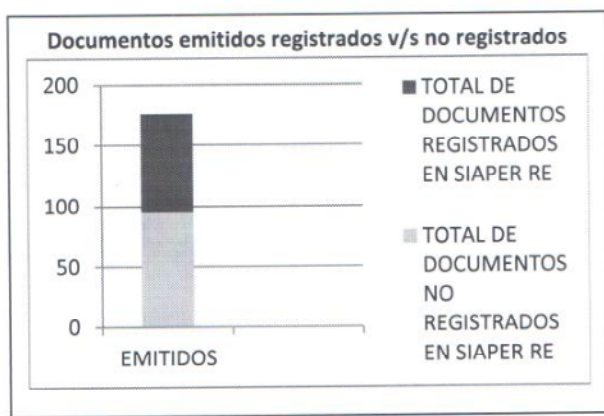 Documentos emitidos registrados v/s no registrados
200
150
100
50
0
EMITIDOS
TOTAL DE
DOCUMENTOS
REGISTRADOS
EN SIAPER RE
TOTAL DE
DOCUMENTOS
NO
REGISTRADOS
EN SIAPER RE